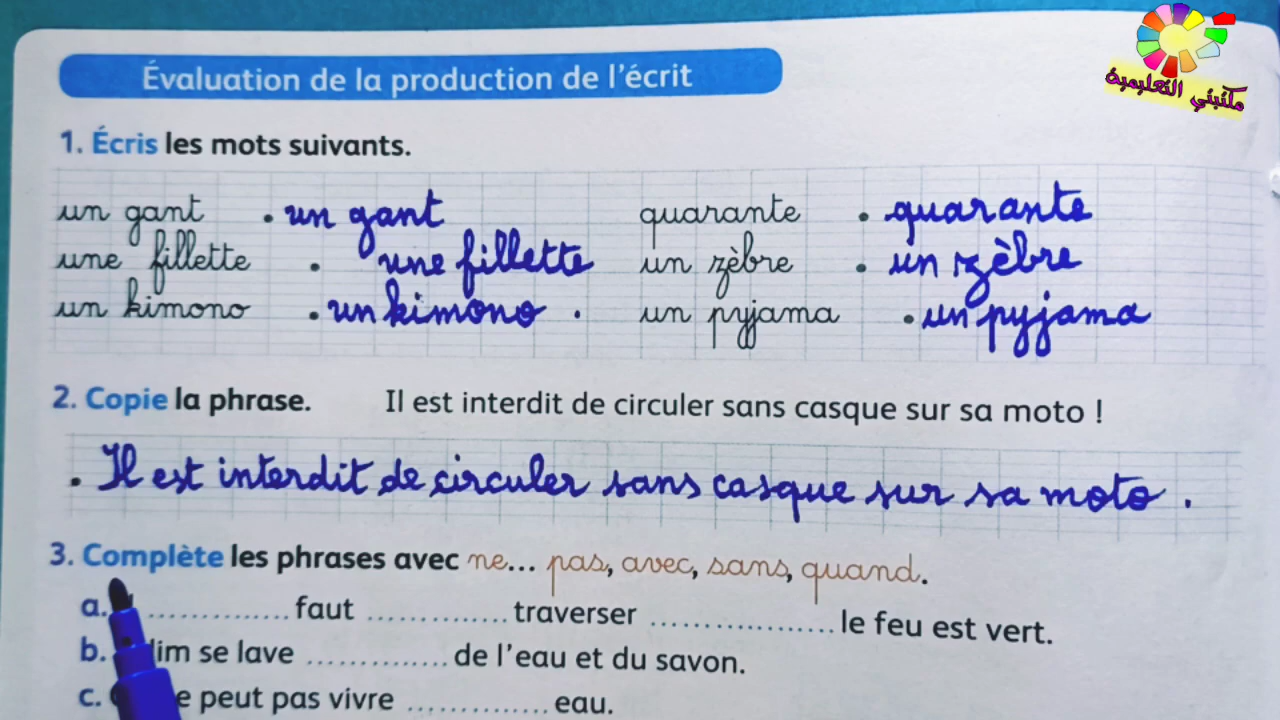 مكتبتي التعليمية
Évaluation de la production de l'écrit
1. Écris les mots suivants.
un gant . un gant quarante . quarante
une fillette . une fillette un zèbre . un zèbre
un kimono . un kimono . un pyjama . un pyjama
2. Copie la phrase. Il est interdit de circuler sans casque sur sa moto !
. Il est interdit de circuler sans casque sur sa moto .
3. Complète les phrases avec ne... pas, avec, sans, quand.
a. .............. faut .............. traverser .................. le feu est vert.
b. lim se lave .............. de l'eau et du savon.
c. e peut pas vivre .............. eau.